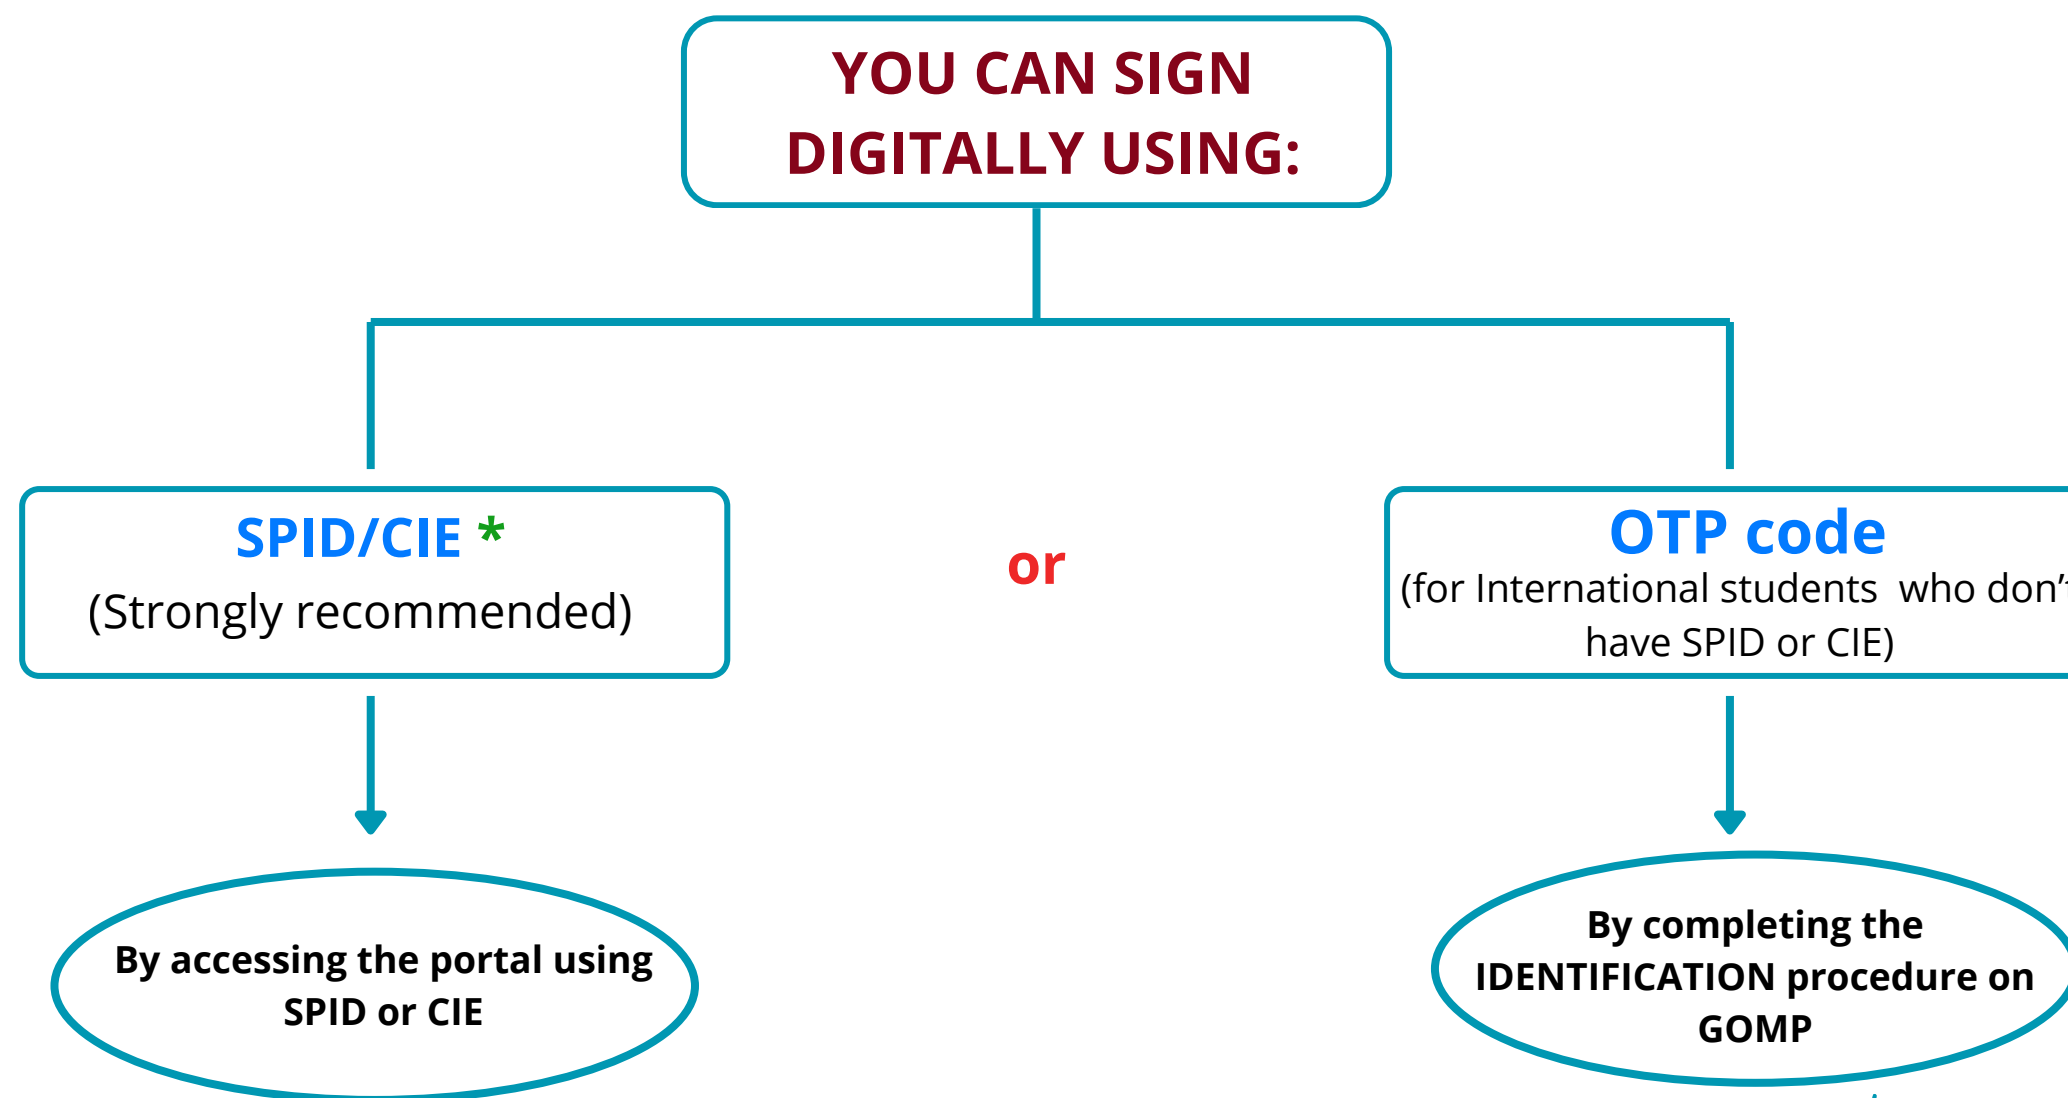 YOU CAN SIGN
DIGITALLY USING:
SPID/CIE *
(Strongly recommended)
or
OTP code
(for International students  who don't
have SPID or CIE)
By accessing the portal using
SPID or CIE
By completing the
IDENTIFICATION procedure on
GOMP